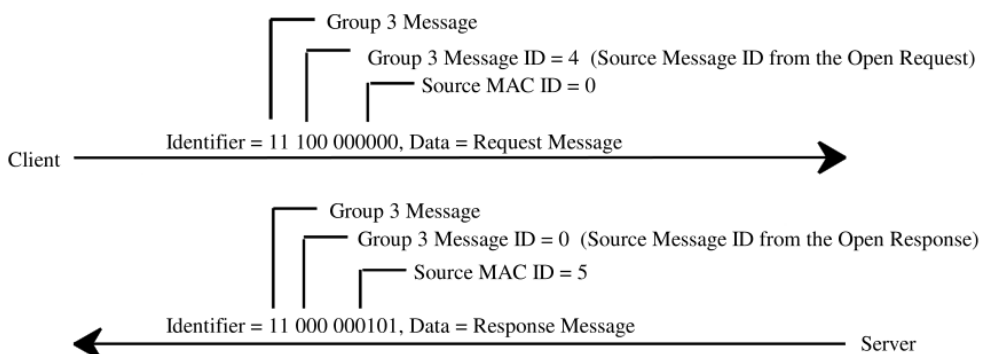 Group 3 Message
Group 3 Message ID = 4 (Source Message ID from the Open Request)
Source MAC ID = 0
Identifier = 11 100 000000, Data = Request Message
Client
Group 3 Message
Group 3 Message ID = 0 (Source Message ID from the Open Response)
Source MAC ID = 5
Identifier = 11 000 000101, Data = Response Message
Server